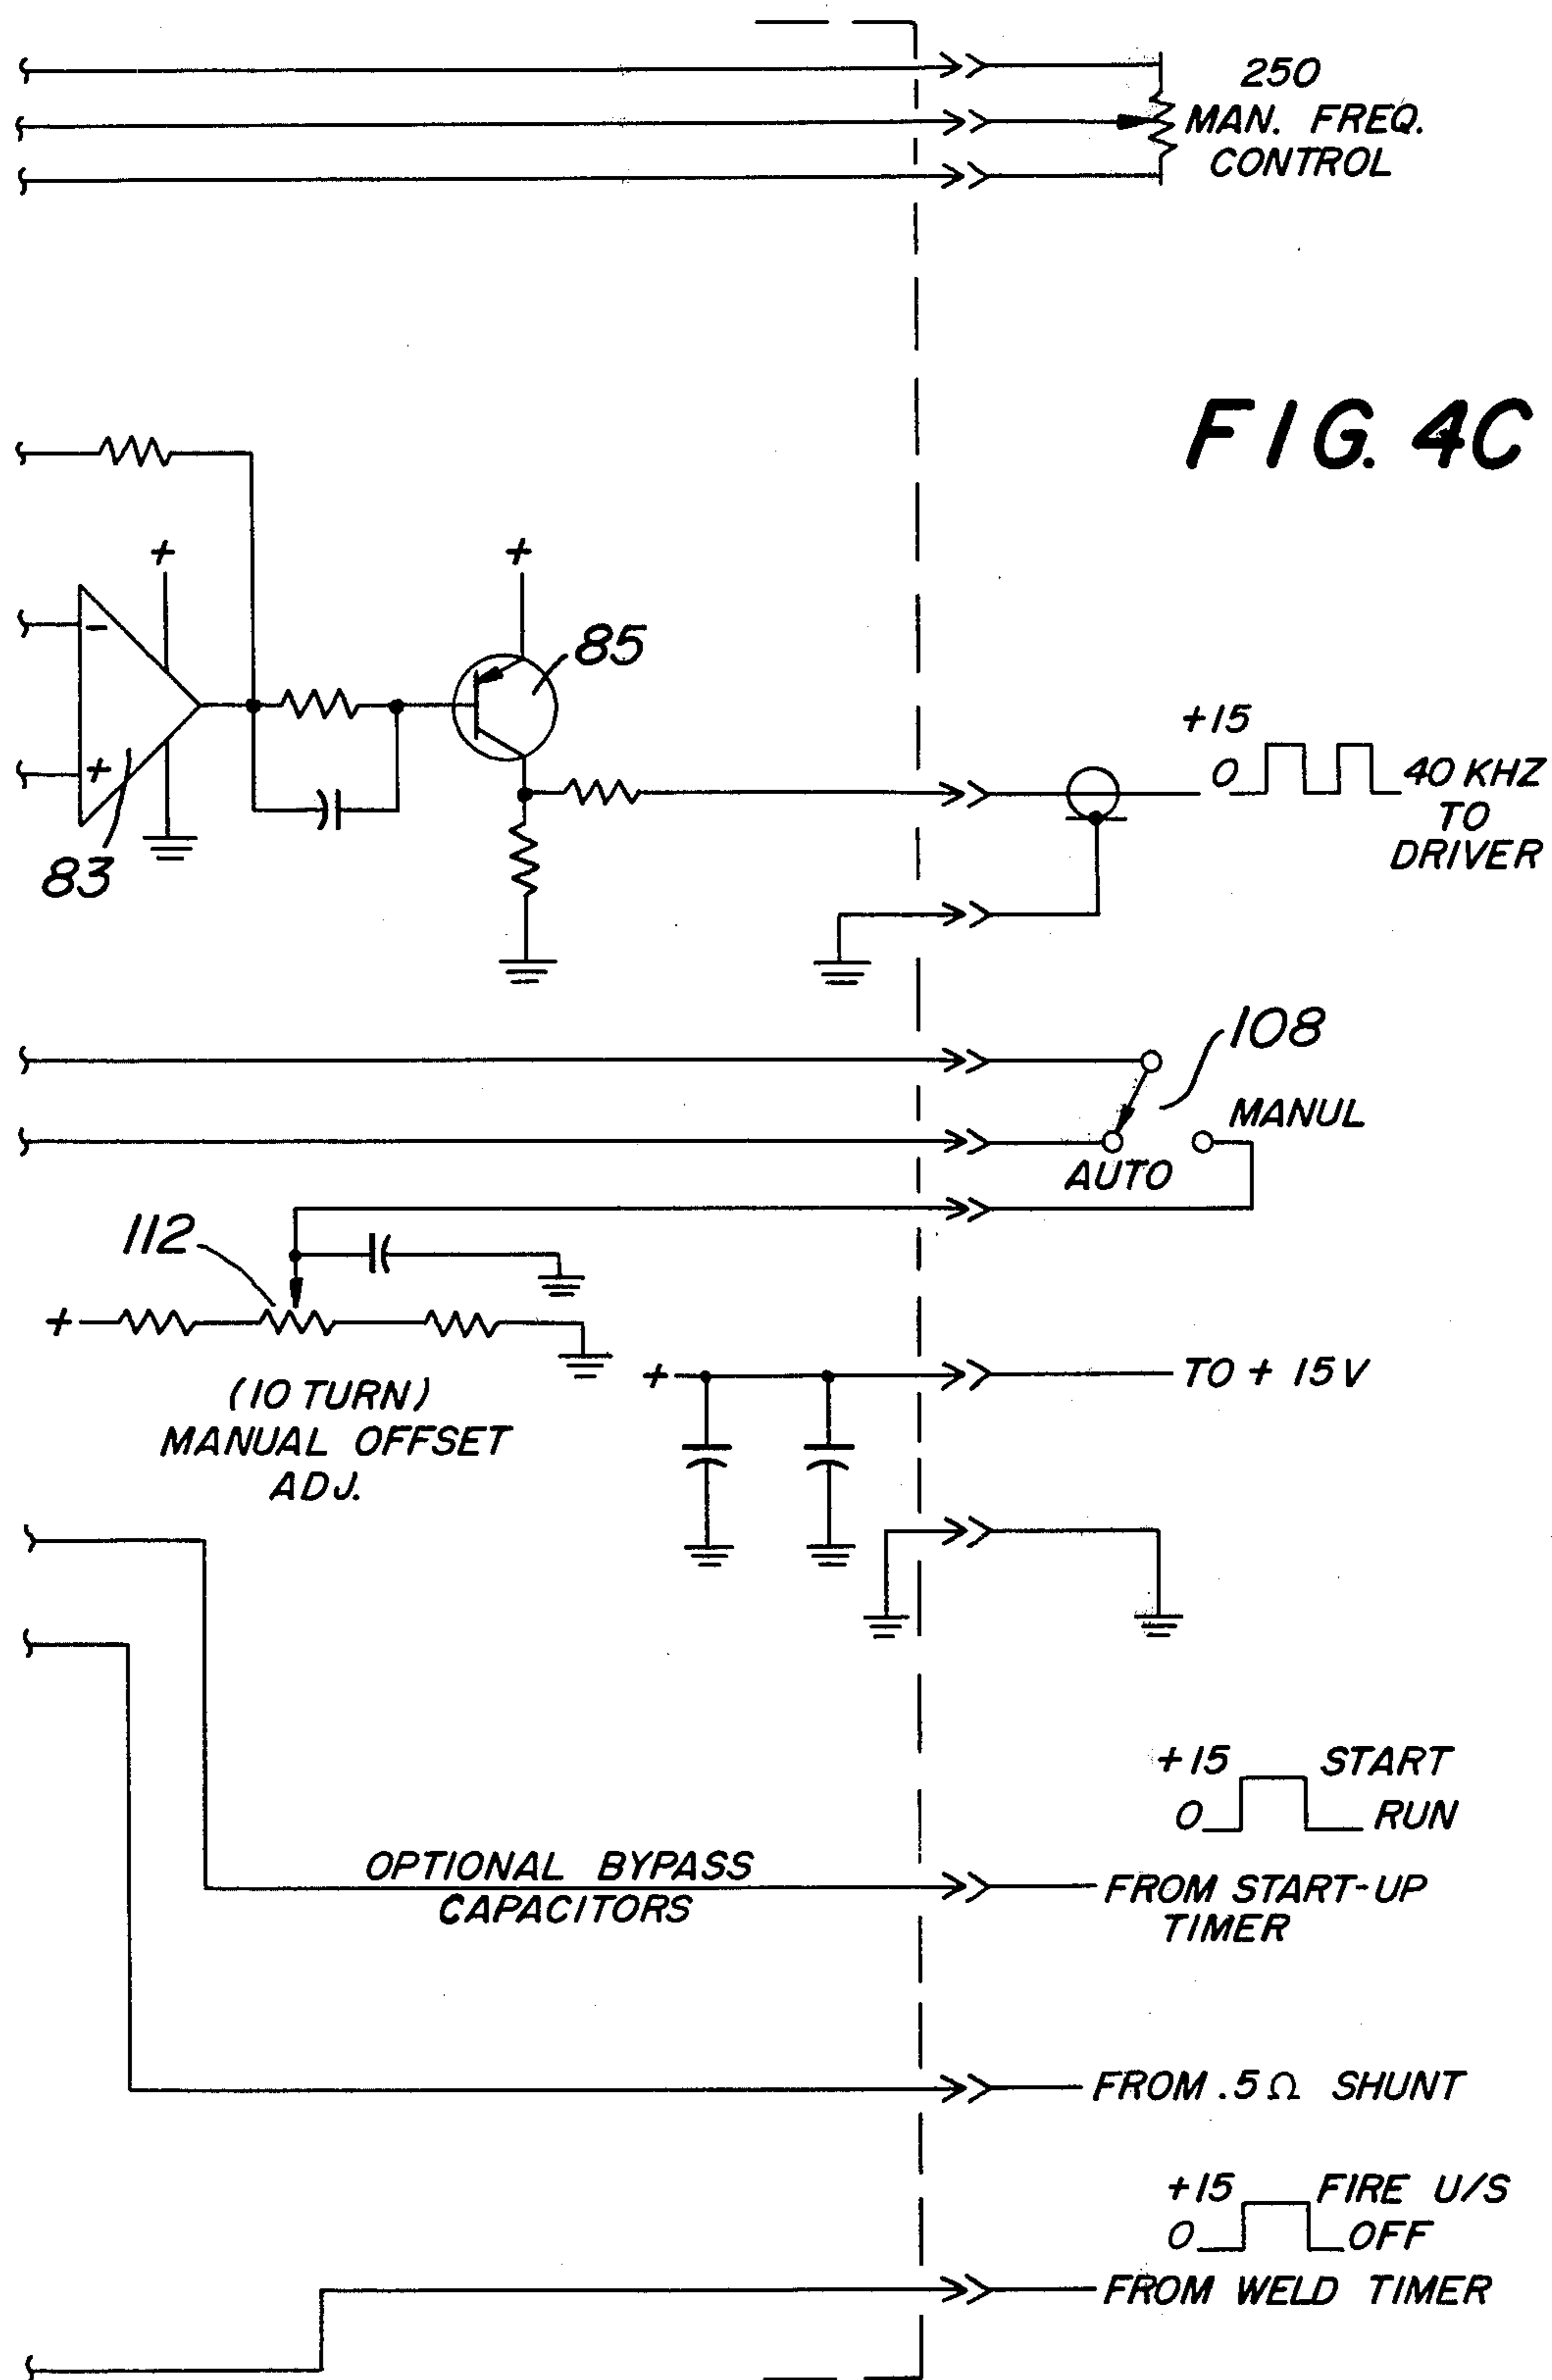 250
MAN. FREQ.
CONTROL
FIG. 4C
+
+
-
85
+15
+
0
40 KHZ
TO
DRIVER
83
108
MANUL
AUTO
112
+
+
TO + 15V
(10 TURN)
MANUAL OFFSET
ADJ.
+15 START
0 RUN
OPTIONAL BYPASS
CAPACITORS
FROM START-UP
TIMER
FROM .5Ω SHUNT
+15 FIRE U/S
0 OFF
FROM WELD TIMER